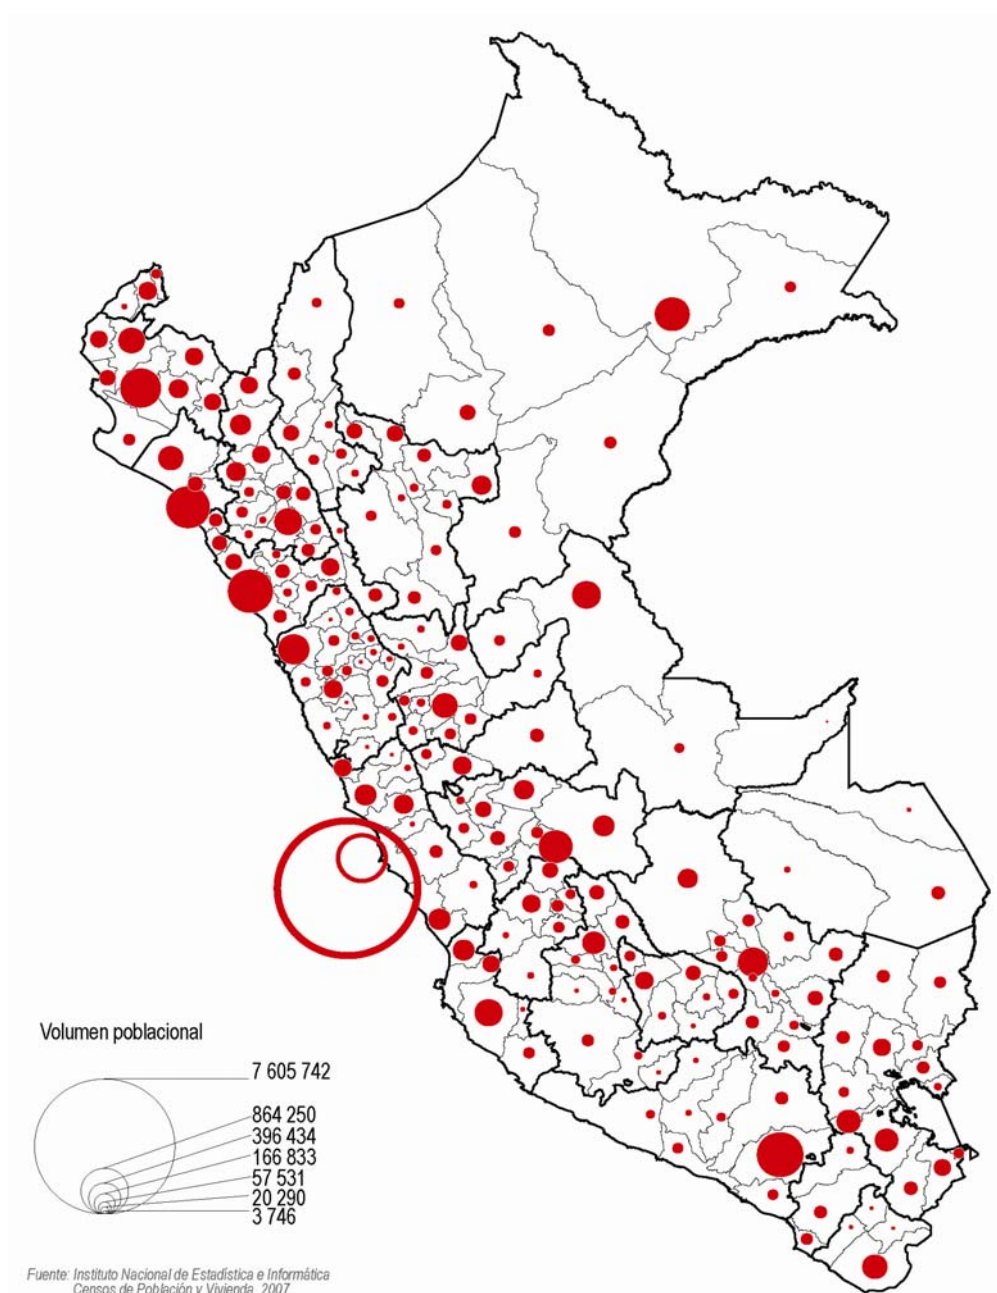 Volumen poblacional
7 605 742
864 250
396 434
166 833
57 531
20 290
3 746
Fuente: Instituto Nacional de Estadística e Informática
Censos de Población y Vivienda, 2007